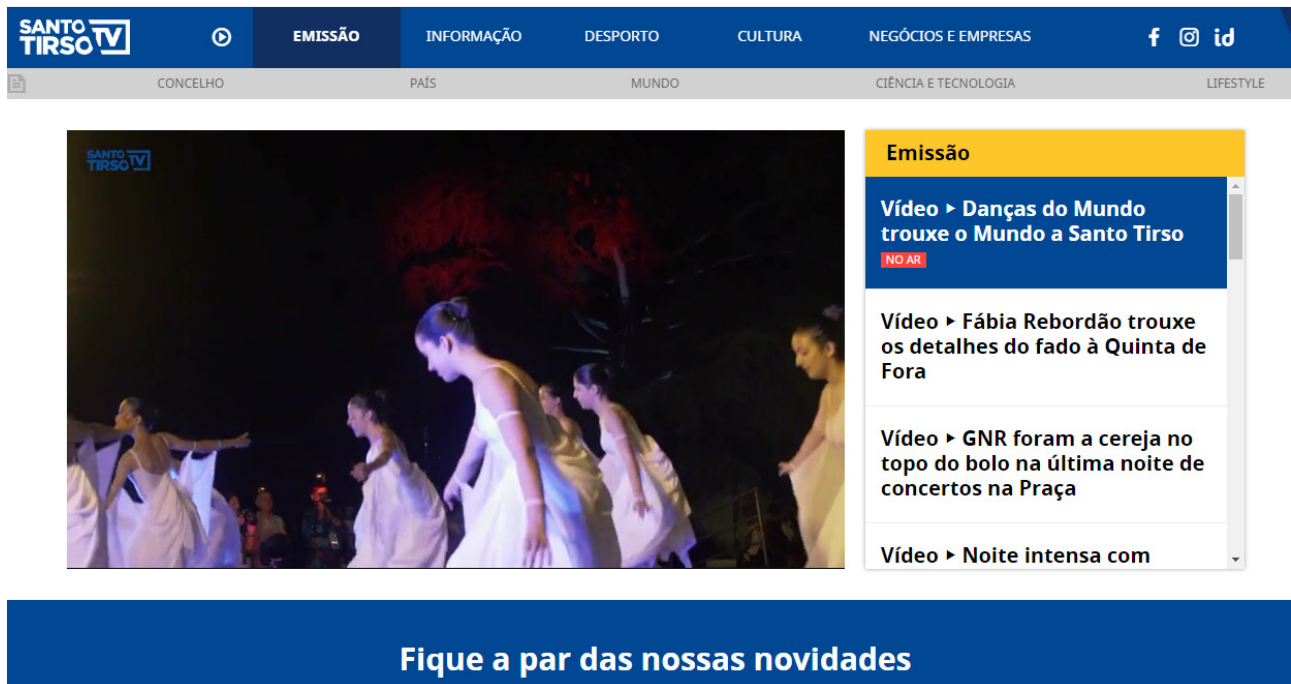 SANTO TIRSO TV
EMISSÃO
INFORMAÇÃO
DESPORTO
CULTURA
NEGÓCIOS E EMPRESAS
f
id
CONCELHO
PAÍS
MUNDO
CIÊNCIA E TECNOLOGIA
LIFESTYLE
SANTO TIRSO TV
Emissão
Vídeo ▸ Danças do Mundo
trouxe o Mundo a Santo Tirso
NO AR
Vídeo ▸ Fábia Rebordão trouxe
os detalhes do fado à Quinta de
Fora
Vídeo ▸ GNR foram a cereja no
topo do bolo na última noite de
concertos na Praça
Vídeo ▸ Noite intensa com
Fique a par das nossas novidades